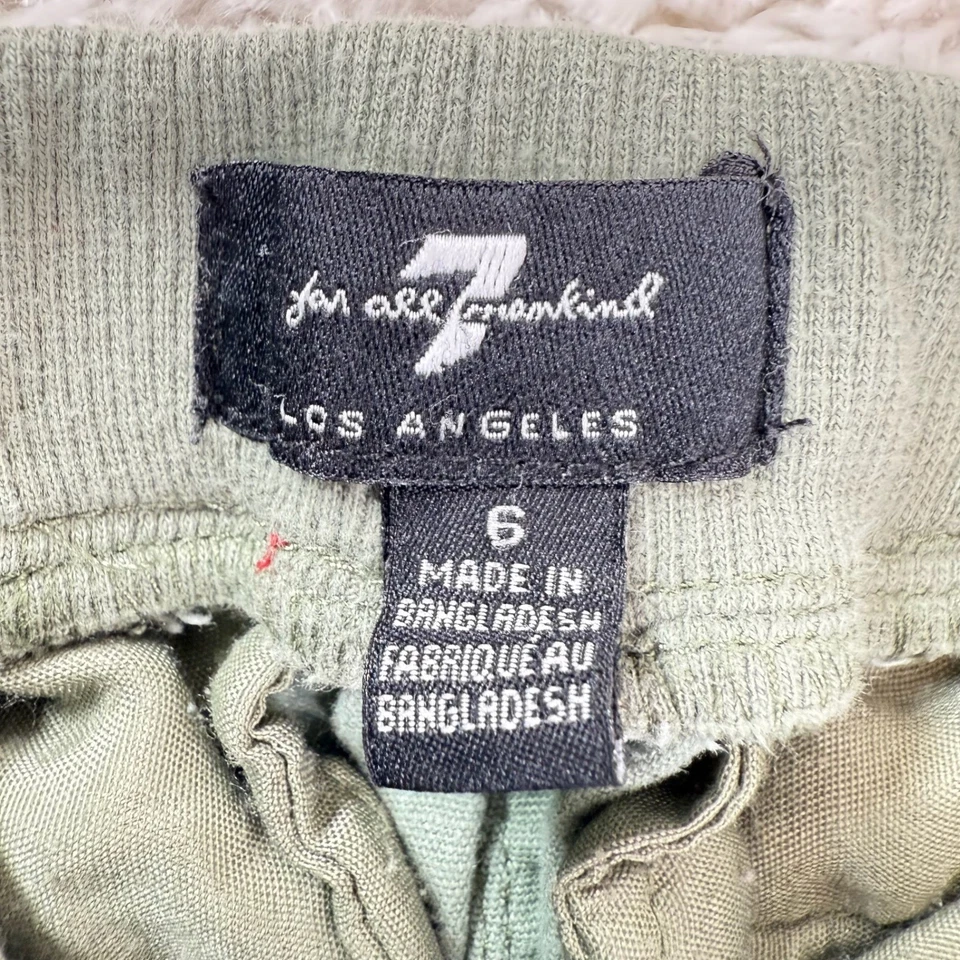 7
for all mankind
LOS ANGELES
6
MADE IN
BANGLADESH
FABRIQUÉ AU
BANGLADESH